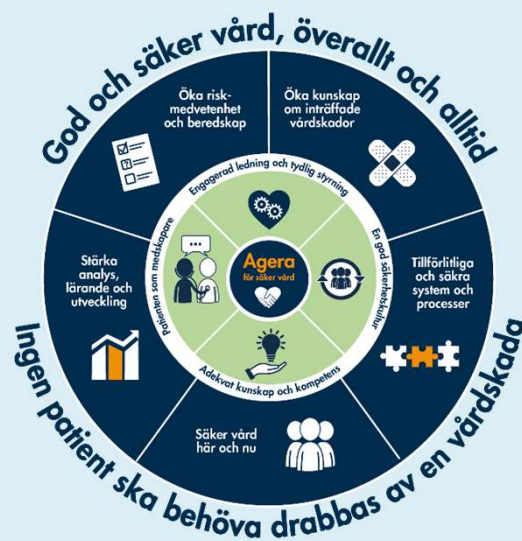 God och säker vård, överallt och alltid
Öka risk-
medvetenhet
och beredskap
Öka kunskap
om inträffade
vårdskador
Engagerad ledning och tydlig styrning
Stärka
analys,
lärande och
utveckling
Patienten som medskapare
Agera
för säker vård
En god säkerhetskultur
Tillförlitliga
och säkra
system och
processer
Adekvat kunskap och kompetens
Säker vård
här och nu
Ingen patient ska behöva drabbas av en vårdskada